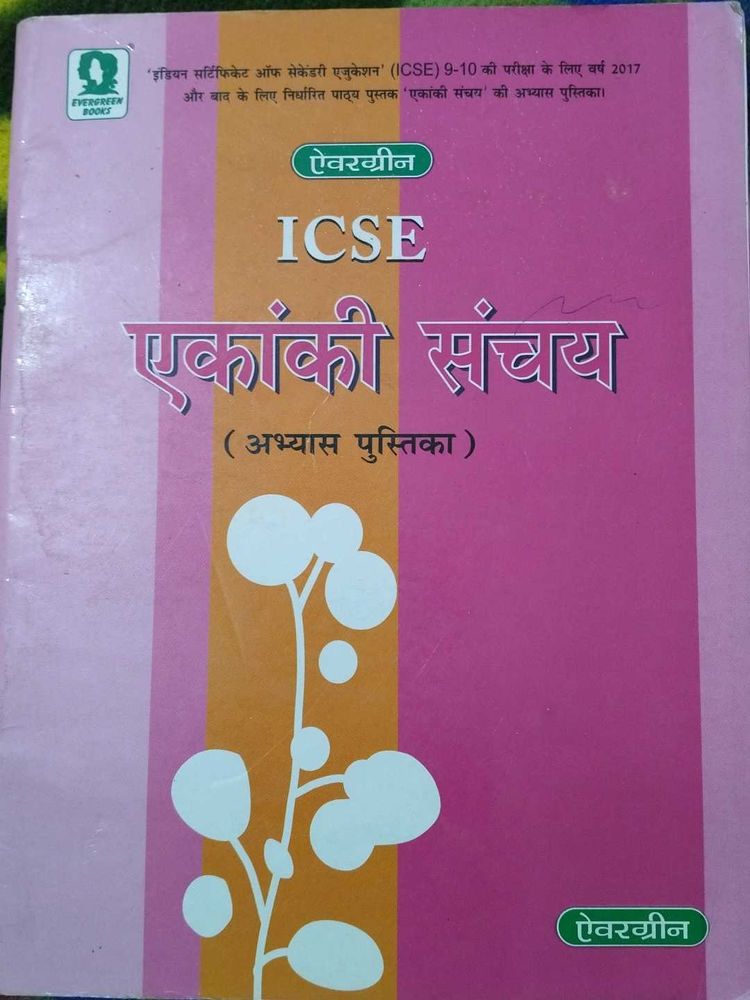 EVERGREEN
BOOKS
'इंडियन सर्टिफिकेट ऑफ सेकेंडरी एजुकेशन' (ICSE) 9-10 की परीक्षा के लिए वर्ष 2017
और बाद के लिए निर्धारित पाठ्य पुस्तक 'एकांकी संचय' की अभ्यास पुस्तिका।
ऐवरग्रीन
ICSE
एकांकी संचय
(अभ्यास पुस्तिका)
ऐवरग्रीन